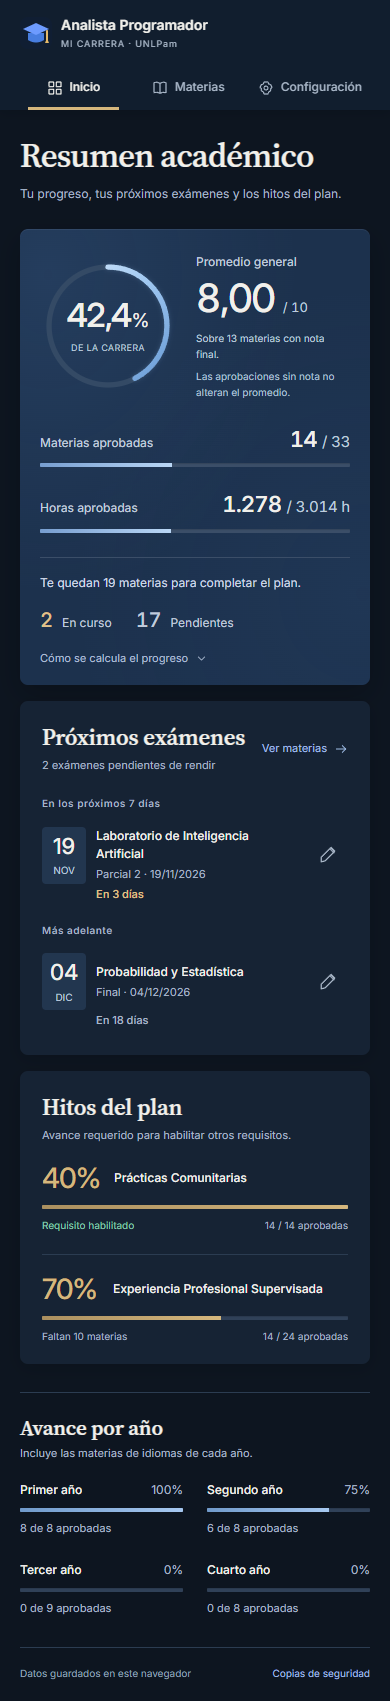 Analista Programador
MI CARRERA · UNLPam
Inicio
Materias
Configuración
Resumen académico
Tu progreso, tus próximos exámenes y los hitos del plan.
42,4%
DE LA CARRERA
Promedio general
8,00 / 10
Sobre 13 materias con nota
final.
Las aprobaciones sin nota no
alteran el promedio.
Materias aprobadas
14 / 33
Horas aprobadas
1.278 / 3.014 h
Te quedan 19 materias para completar el plan.
2 En curso
17 Pendientes
Cómo se calcula el progreso
Próximos exámenes
Ver materias
2 exámenes pendientes de rendir
En los próximos 7 días
19
NOV
Laboratorio de Inteligencia
Artificial
Parcial 2 · 19/11/2026
En 3 días
Más adelante
04
DIC
Probabilidad y Estadística
Final · 04/12/2026
En 18 días
Hitos del plan
Avance requerido para habilitar otros requisitos.
40% Prácticas Comunitarias
Requisito habilitado
14 / 14 aprobadas
70% Experiencia Profesional Supervisada
Faltan 10 materias
14 / 24 aprobadas
Avance por año
Incluye las materias de idiomas de cada año.
Primer año 100%
8 de 8 aprobadas
Segundo año 75%
6 de 8 aprobadas
Tercer año 0%
0 de 9 aprobadas
Cuarto año 0%
0 de 8 aprobadas
Datos guardados en este navegador
Copias de seguridad